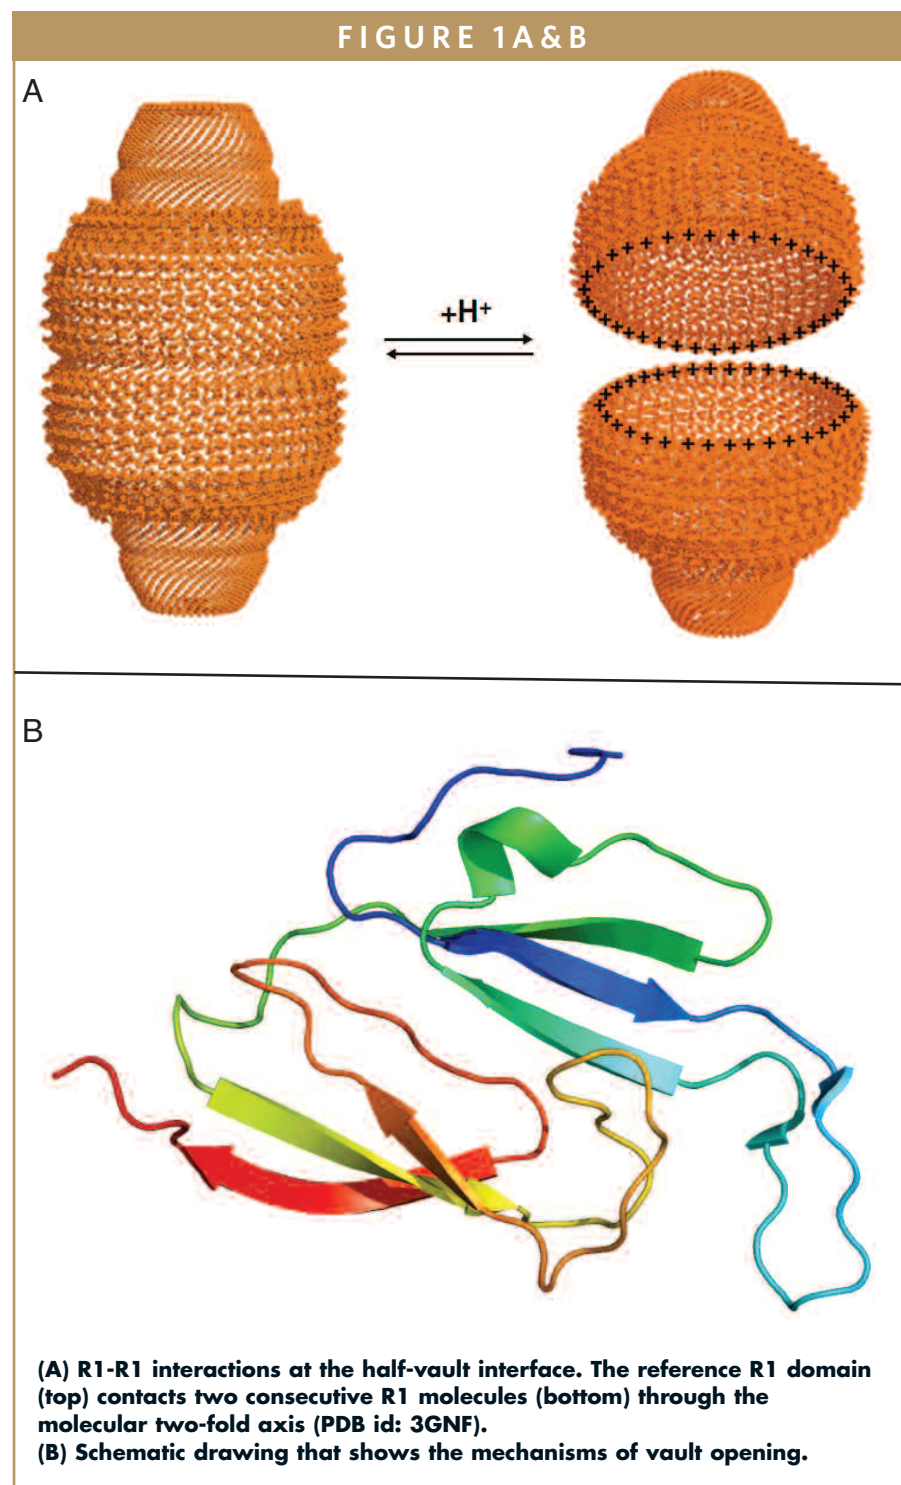 FIGURE 1A&B
A
+H+
B
(A) R1-R1 interactions at the half-vault interface. The reference R1 domain
(top) contacts two consecutive R1 molecules (bottom) through the
molecular two-fold axis (PDB id: 3GNF).
(B) Schematic drawing that shows the mechanisms of vault opening.